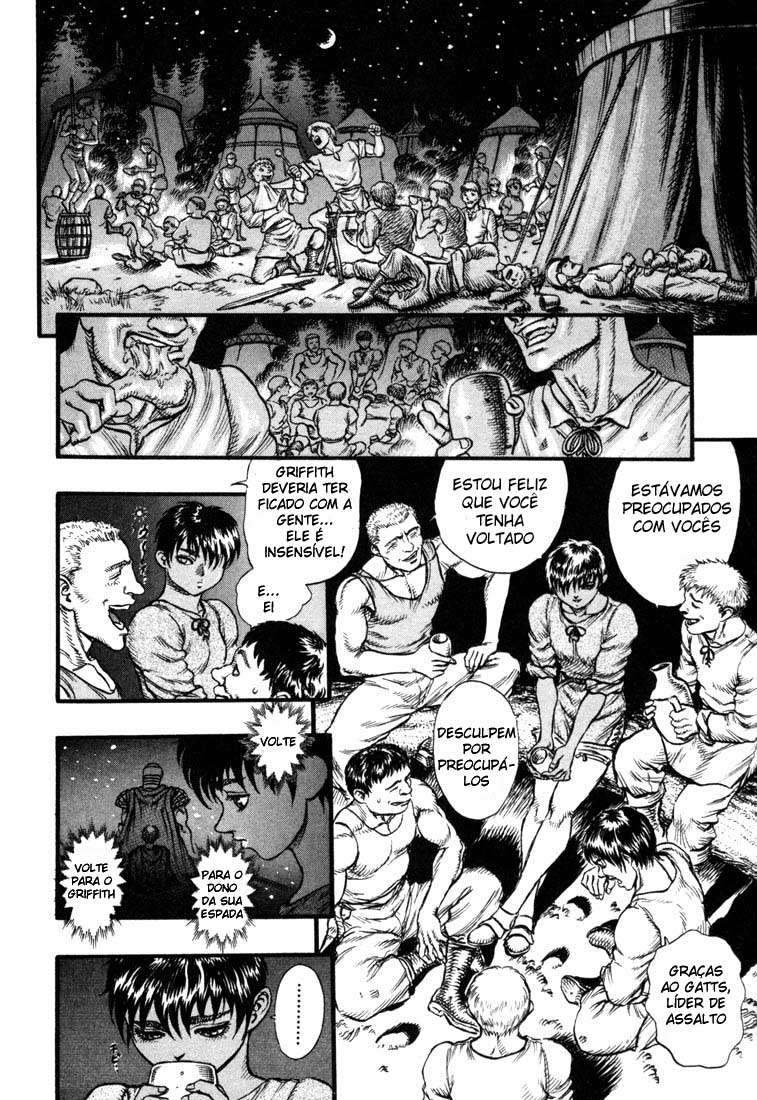 ESTÁVAMOS
PREOCUPADOS
COM VOCÊS
ESTOU FELIZ
QUE VOCÊ
TENHA
VOLTADO
DESCULPEM
POR
PREOCUPÁ-
LOS
GRAÇAS
AO GATTS,
LÍDER DE
ASSALTO
GRIFFITH
DEVERIA TER
FICADO COM A
GENTE...
ELE É
INSENSÍVEL!
E...
EI
VOLTE
PARA O
DONO
DA SUA
ESPADA
VOLTE
PARA O
GRIFFITH
.........